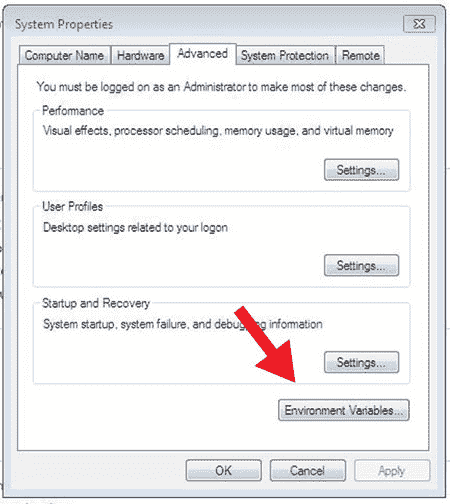 System Properties
Computer Name Hardware Advanced System Protection Remote
You must be logged on as an Administrator to make most of these changes.
Performance
Visual effects, processor scheduling, memory usage, and virtual memory
Settings...
User Profiles
Desktop settings related to your logon
Settings...
Startup and Recovery
System startup, system failure, and debugging information
Settings...
Environment Variables...
OK Cancel Apply